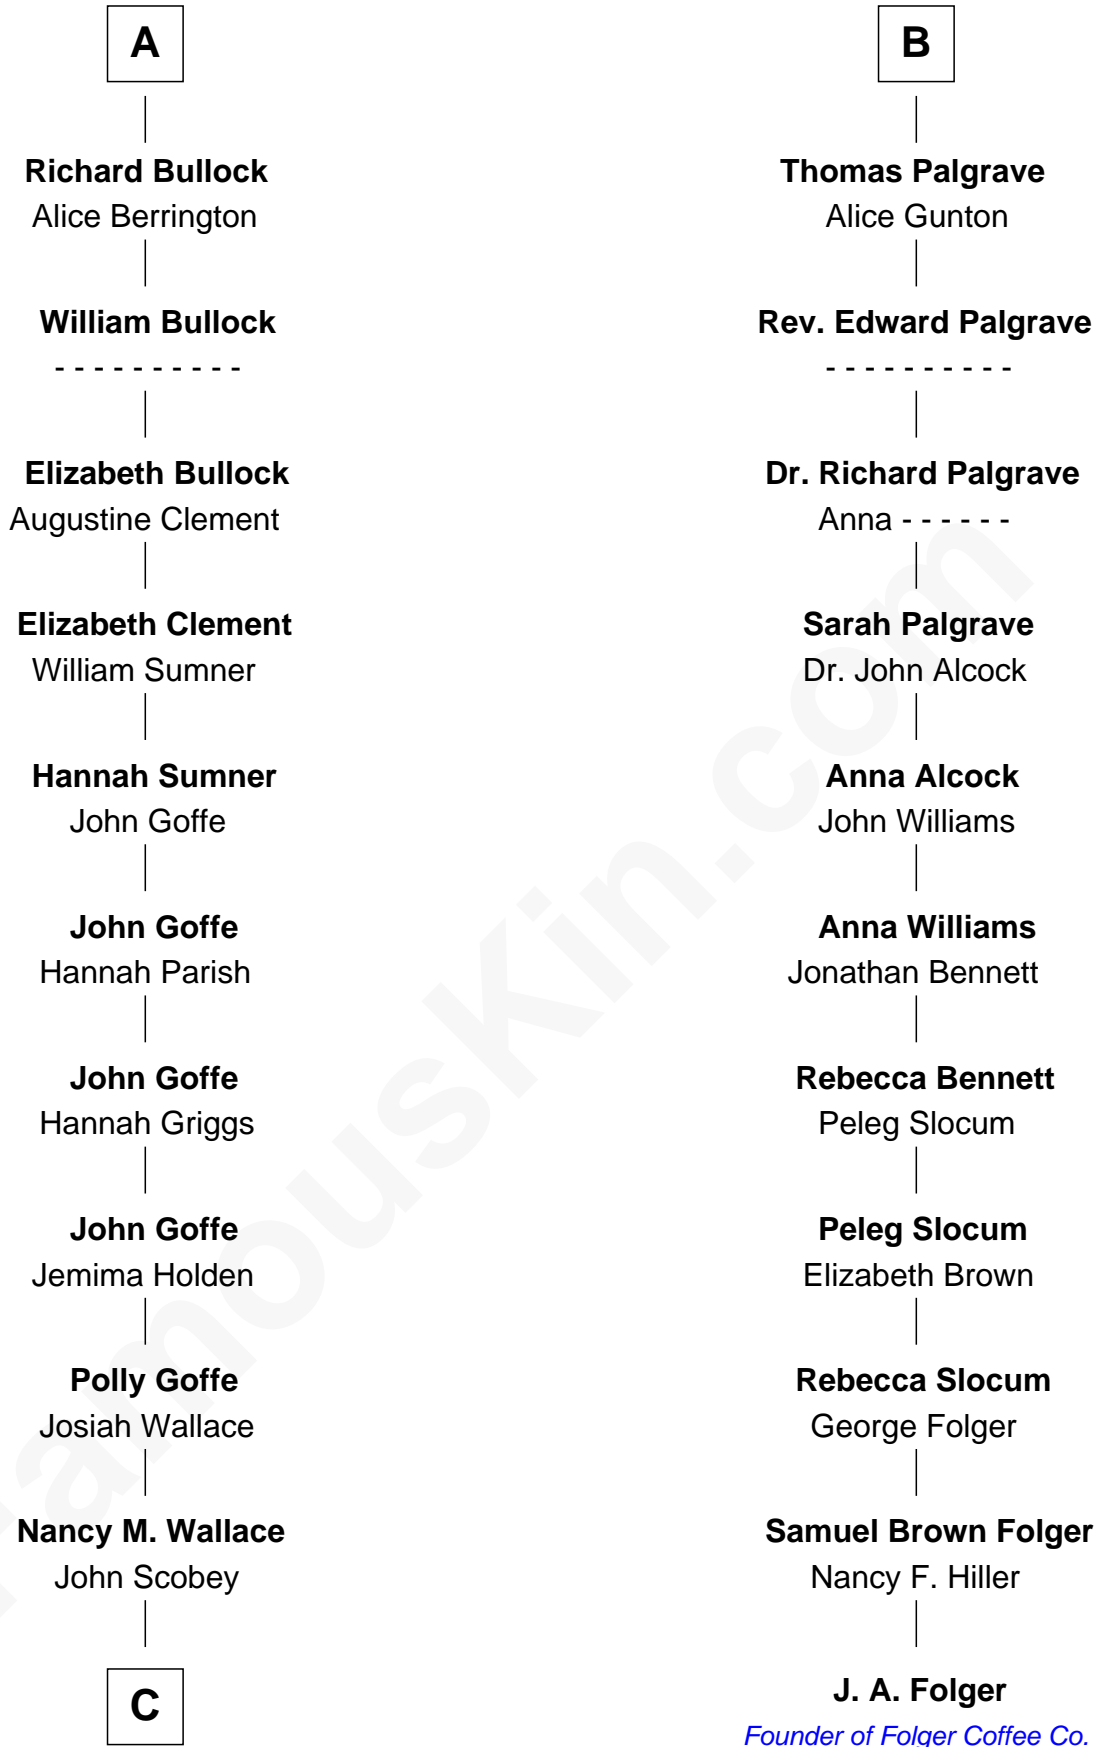 A
Richard Bullock
Alice Berrington
William Bullock
- - - - - - - - - -
Elizabeth Bullock
Augustine Clement
Elizabeth Clement
William Sumner
Hannah Sumner
John Goffe
John Goffe
Hannah Parish
John Goffe
Hannah Griggs
John Goffe
Jemima Holden
Polly Goffe
Josiah Wallace
Nancy M. Wallace
John Scobey
C
B
Thomas Palgrave
Alice Gunton
Rev. Edward Palgrave
- - - - - - - - - -
Dr. Richard Palgrave
Anna - - - - - -
Sarah Palgrave
Dr. John Alcock
Anna Alcock
John Williams
Anna Williams
Jonathan Bennett
Rebecca Bennett
Peleg Slocum
Peleg Slocum
Elizabeth Brown
Rebecca Slocum
George Folger
Samuel Brown Folger
Nancy F. Hiller
J. A. Folger
Founder of Folger Coffee Co.
FamousKin.com